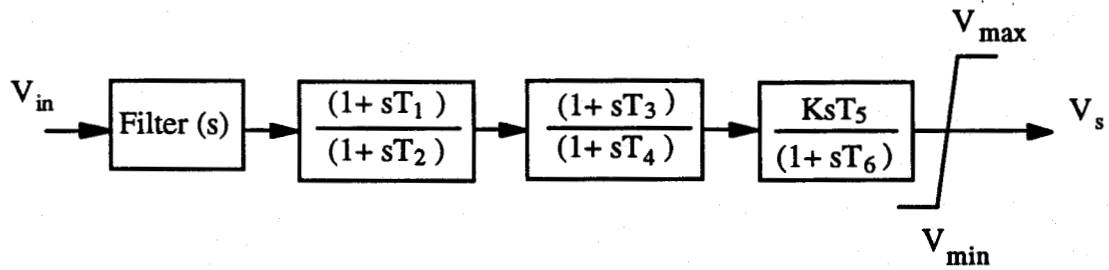 V_in
Filter (s)
(1+ sT_1 )
(1+ sT_2 )
(1+ sT_3 )
(1+ sT_4 )
KsT_5
(1+ sT_6 )
V_max
V_min
V_s